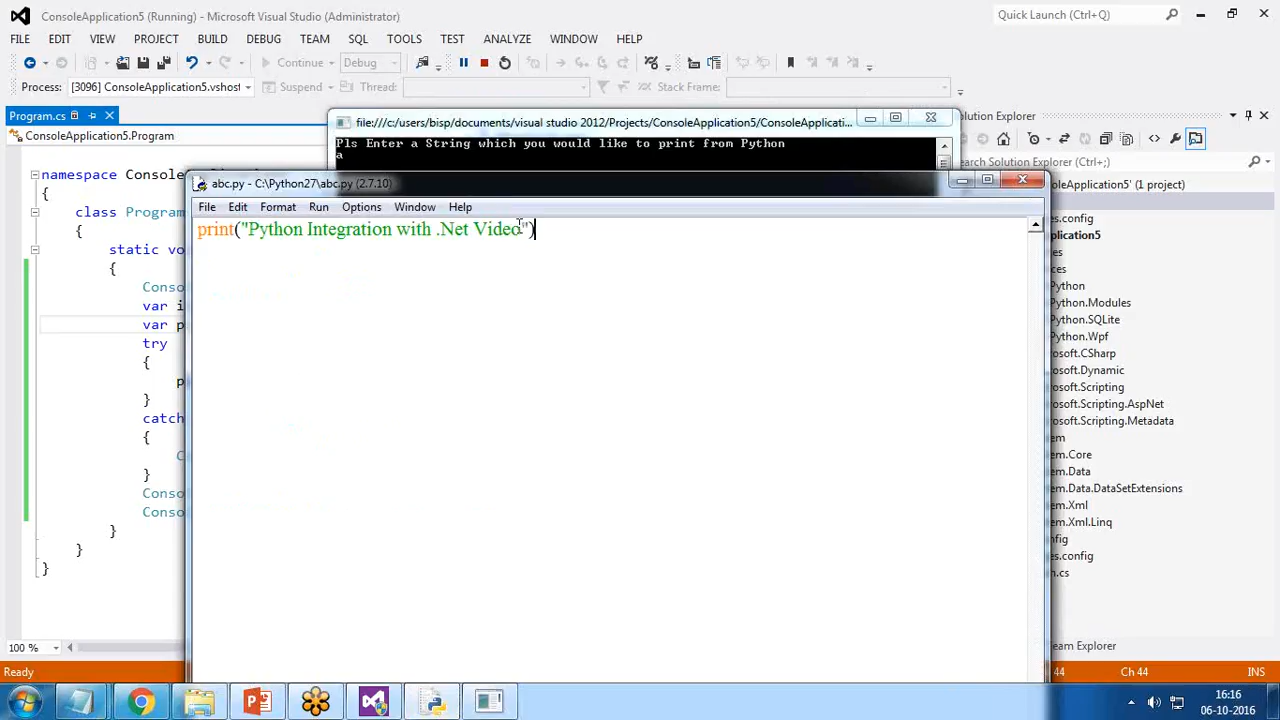 ConsoleApplication5 (Running) - Microsoft Visual Studio (Administrator)
Quick Launch (Ctrl+Q)
FILE EDIT VIEW PROJECT BUILD DEBUG TEAM SQL TOOLS TEST ANALYZE WINDOW HELP
Continue Debug
Process: [3096] ConsoleApplication5.vshost Suspend Thread: Stack Frame:
Program.cs
file:///c:/users/bisp/documents/visual studio 2012/Projects/ConsoleApplication5/ConsoleApplicati...
olution Explorer
ConsoleApplication5.Program
Pls Enter a String which you would like to print from Python
a
earch Solution Explorer (Ctrl+;)
namespace
abc.py - C:\Python27\abc.py (2.7.10)
oleApplication5' (1 project)
{
File Edit Format Run Options Window Help
class Program
es.config
print("Python Integration with .Net Video")
{
plication5
static vo
es
{
ces
Conso
Python
var i
Python.Modules
var p
Python.SQLite
try
Python.Wpf
{
osoft.CSharp
p
osoft.Dynamic
}
osoft.Scripting
catch
osoft.Scripting.AspNet
{
osoft.Scripting.Metadata
em
C
em.Core
}
em.Data
Conso
em.Data.DataSetExtensions
Conso
em.Xml
}
em.Xml.Linq
}
nfig
es.config
}
m.cs
100 %
eam Explorer
Ready
44 Ch 44 INS
16:16
06-10-2016